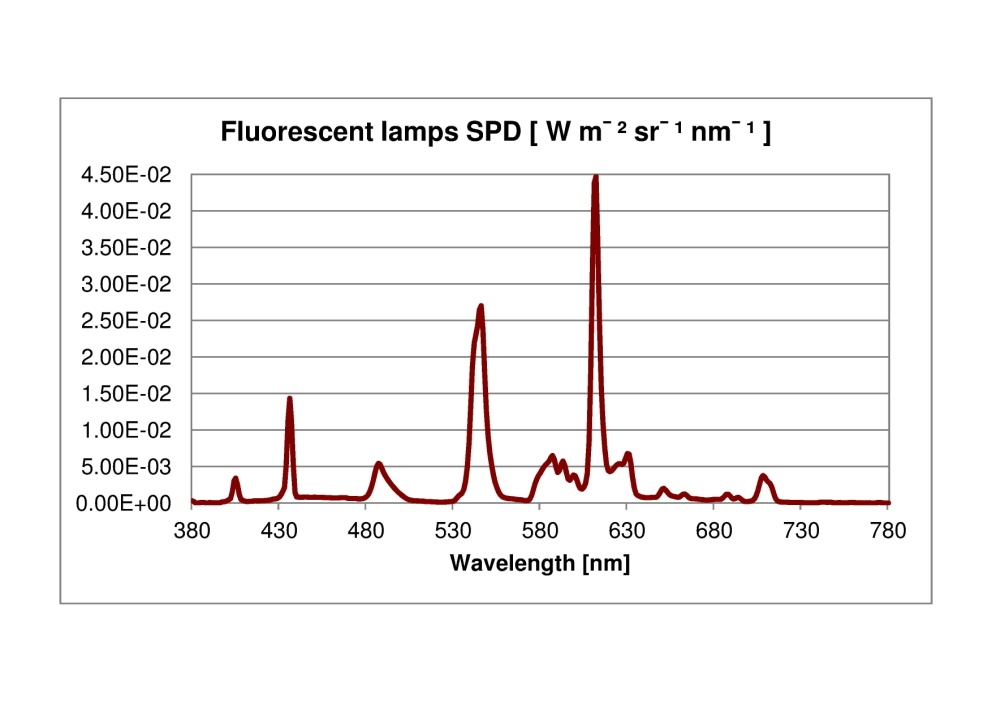 Fluorescent lamps SPD [ W m⁻ ² sr⁻ ¹ nm⁻ ¹ ]
4.50E-02
4.00E-02
3.50E-02
3.00E-02
2.50E-02
2.00E-02
1.50E-02
1.00E-02
5.00E-03
0.00E+00
380 430 480 530 580 630 680 730 780
Wavelength [nm]